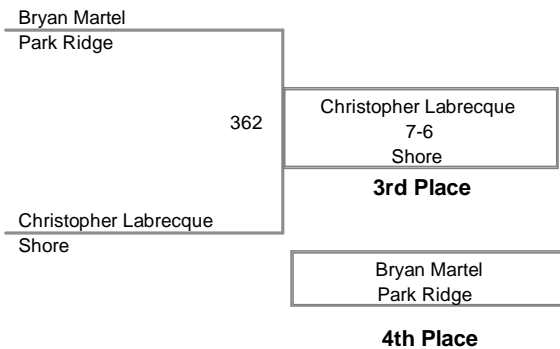 Bryan Martel
Park Ridge
362
Christopher Labrecque
7-6
Shore
3rd Place
Christopher Labrecque
Shore
Bryan Martel
Park Ridge
4th Place